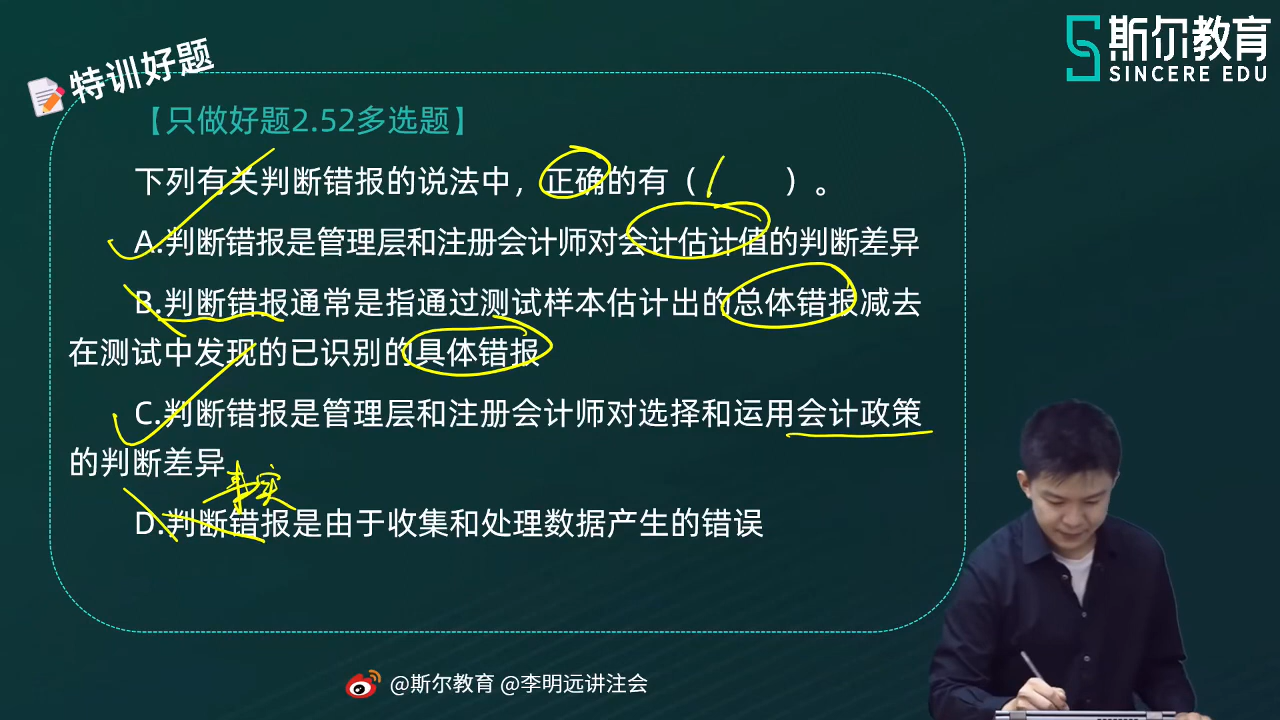 斯尔教育
SINCERE EDU
特训好题
【只做好题2.52多选题】
下列有关判断错报的说法中，正确的有（　　）。
A.判断错报是管理层和注册会计师对会计估计值的判断差异
B.判断错报通常是指通过测试样本估计出的总体错报减去
在测试中发现的已识别的具体错报
C.判断错报是管理层和注册会计师对选择和运用会计政策
的判断差异
事实
D.判断错报是由于收集和处理数据产生的错误
@斯尔教育 @李明远讲注会